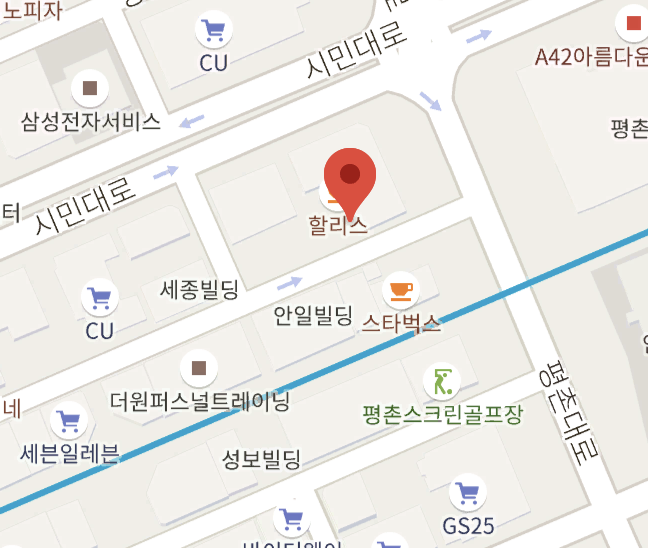 노피자
CU
시민대로
A42아름다운
삼성전자서비스
평촌
터
시민대로
할리스
세종빌딩
안일빌딩
스타벅스
CU
더원퍼스널트레이닝
네
평촌스크린골프장
평촌대로
세븐일레븐
성보빌딩
GS25